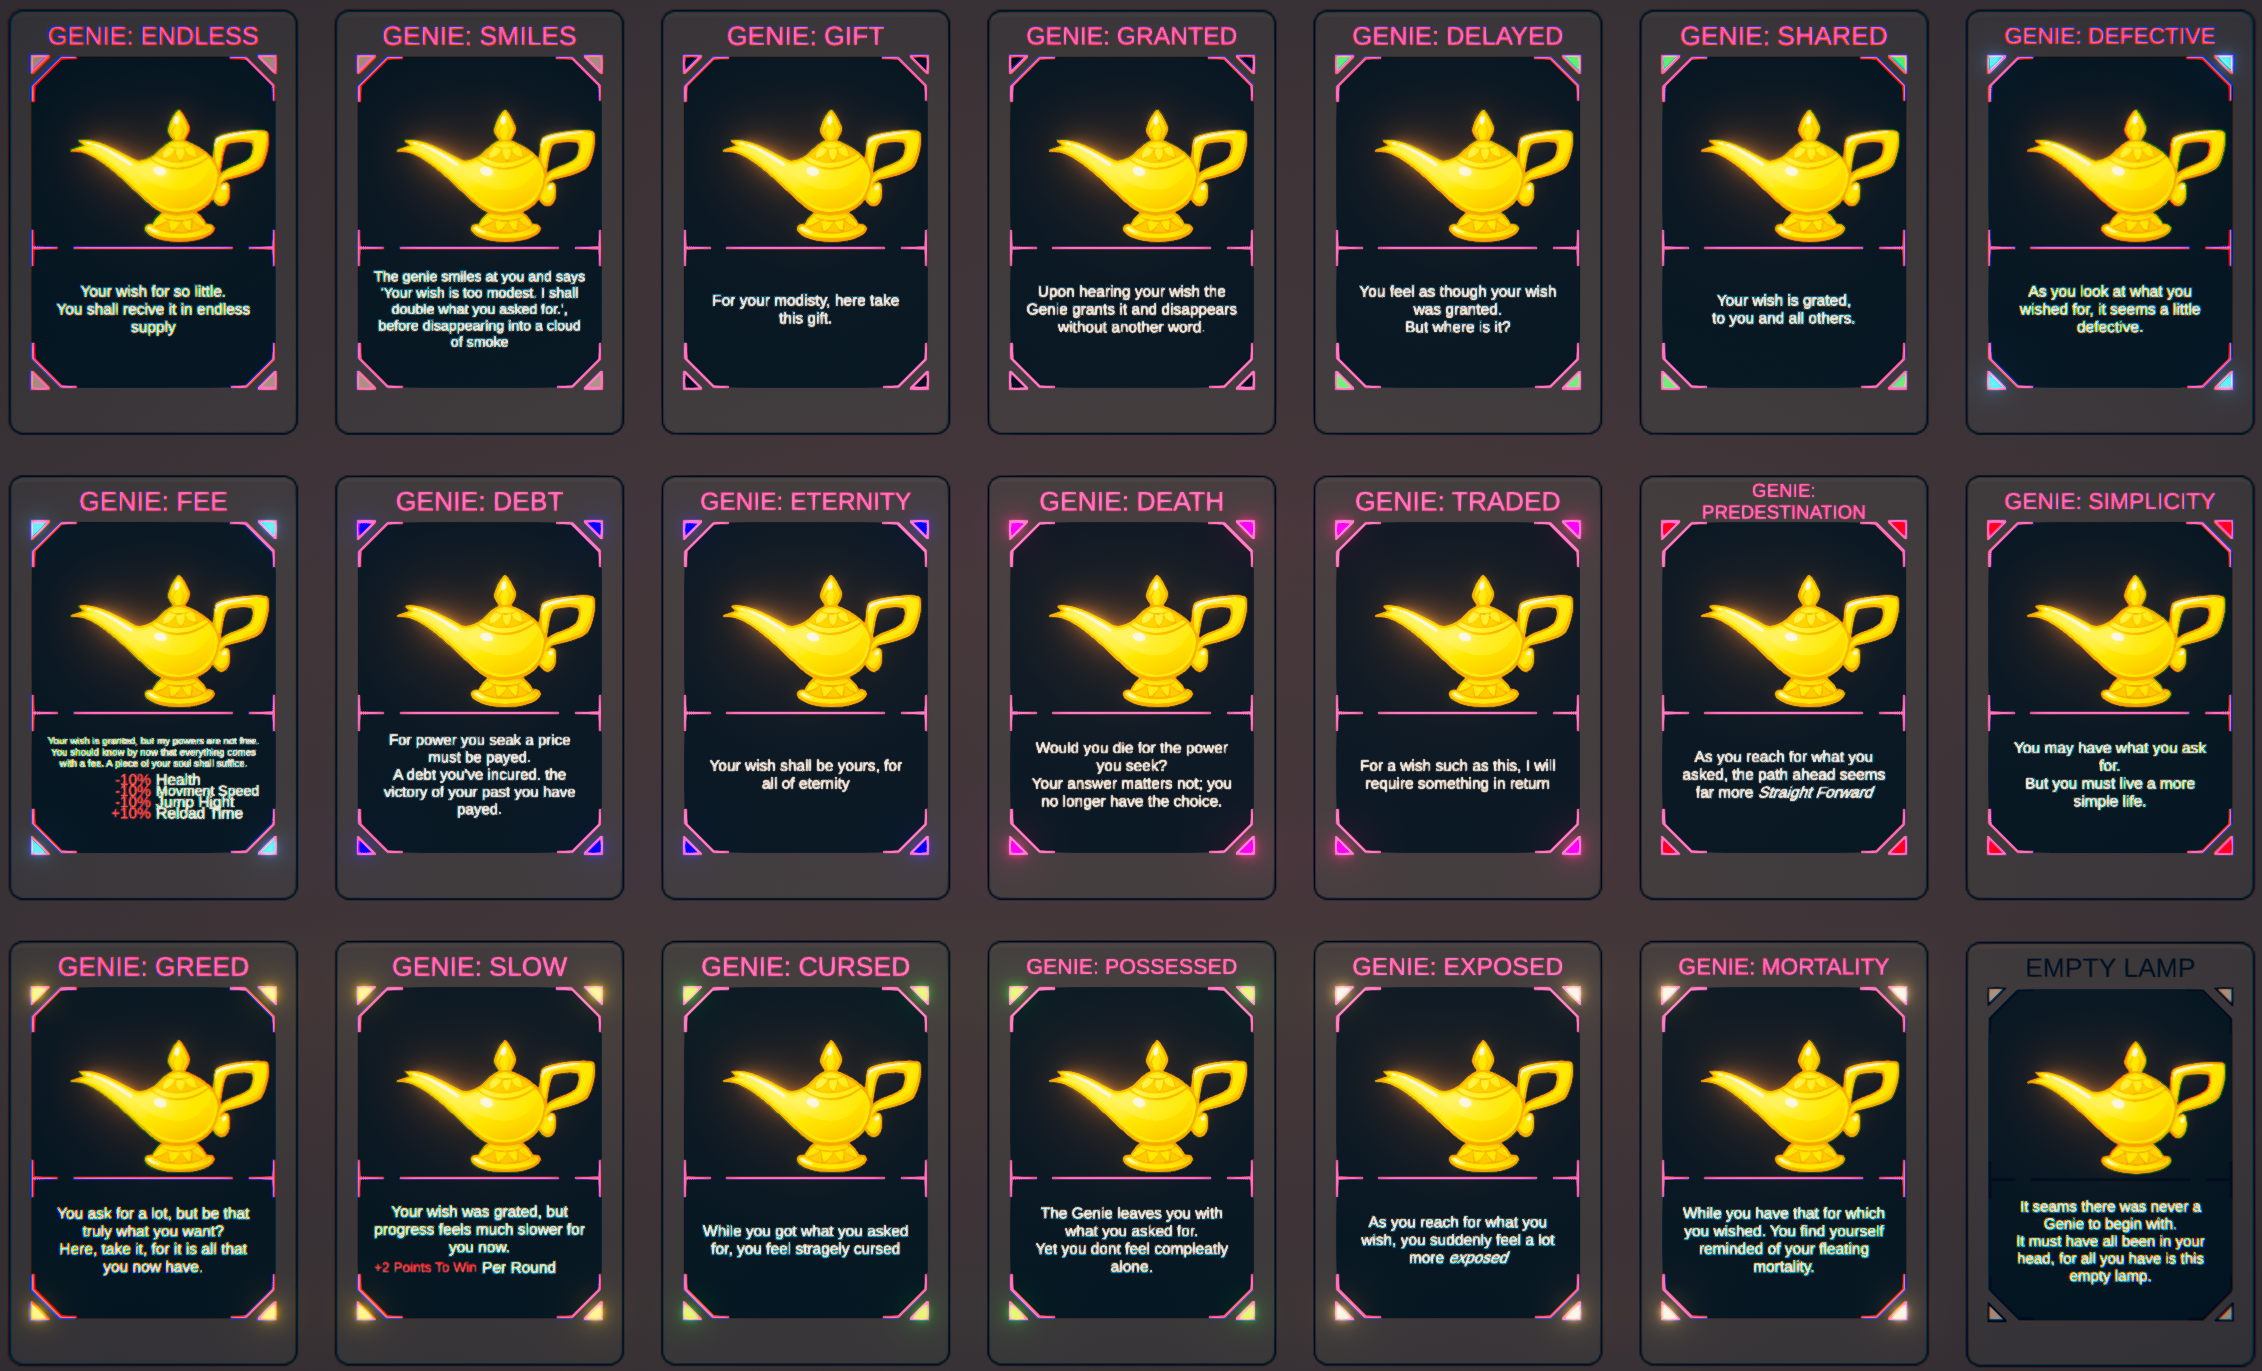 GENIE: ENDLESS
Your wish for so little.
You shall recive it in endless
supply
GENIE: SMILES
The genie smiles at you and says
'Your wish is too modest. I shall
double what you asked for.',
before disappearing into a cloud
of smoke
GENIE: GIFT
For your modisty, here take
this gift.
GENIE: GRANTED
Upon hearing your wish the
Genie grants it and disappears
without another word.
GENIE: DELAYED
You feel as though your wish
was granted.
But where is it?
GENIE: SHARED
Your wish is grated,
to you and all others.
GENIE: DEFECTIVE
As you look at what you
wished for, it seems a little
defective.
GENIE: FEE
Your wish is granted, but my powers are not free.
You should know by now that everything comes
with a fee. A piece of your soul shall suffice.
-10% Health
-10% Movment Speed
-10% Jump Hight
+10% Reload Time
GENIE: DEBT
For power you seak a price
must be payed.
A debt you've incured. the
victory of your past you have
payed.
GENIE: ETERNITY
Your wish shall be yours, for
all of eternity
GENIE: DEATH
Would you die for the power
you seek?
Your answer matters not; you
no longer have the choice.
GENIE: TRADED
For a wish such as this, I will
require something in return
GENIE:
PREDESTINATION
As you reach for what you
asked, the path ahead seems
far more Straight Forward
GENIE: SIMPLICITY
You may have what you ask
for.
But you must live a more
simple life.
GENIE: GREED
You ask for a lot, but be that
truly what you want?
Here, take it, for it is all that
you now have.
GENIE: SLOW
Your wish was grated, but
progress feels much slower for
you now.
+2 Points To Win Per Round
GENIE: CURSED
While you got what you asked
for, you feel stragely cursed
GENIE: POSSESSED
The Genie leaves you with
what you asked for.
Yet you dont feel compleatly
alone.
GENIE: EXPOSED
As you reach for what you
wish, you suddenly feel a lot
more exposed
GENIE: MORTALITY
While you have that for which
you wished. You find yourself
reminded of your fleating
mortality.
EMPTY LAMP
It seams there was never a
Genie to begin with.
It must have all been in your
head, for all you have is this
empty lamp.